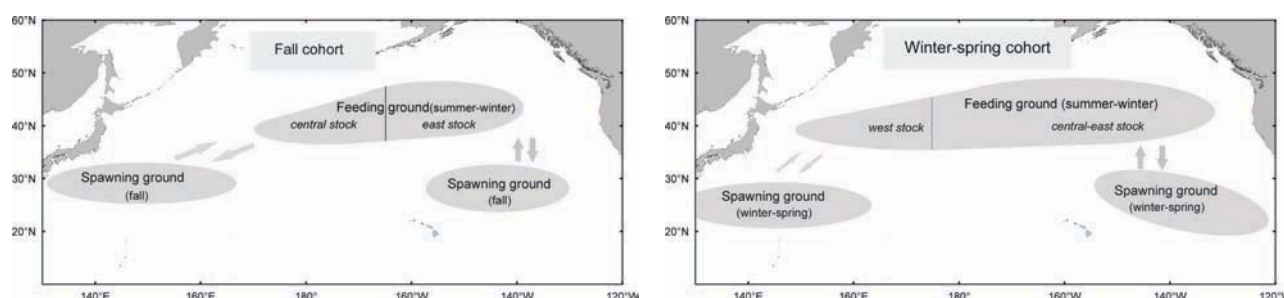 60°N
50°N
40°N
30°N
20°N
140°E
160°E
180°
160°W
140°W
120°W
Fall cohort
Feeding ground(summer-winter)
central stock
east stock
Spawning ground
(fall)
Spawning ground
(fall)
60°N
50°N
40°N
30°N
20°N
140°E
160°E
180°
160°W
140°W
120°W
Winter-spring cohort
Feeding ground (summer-winter)
west stock
central-east stock
Spawning ground
(winter-spring)
Spawning ground
(winter-spring)